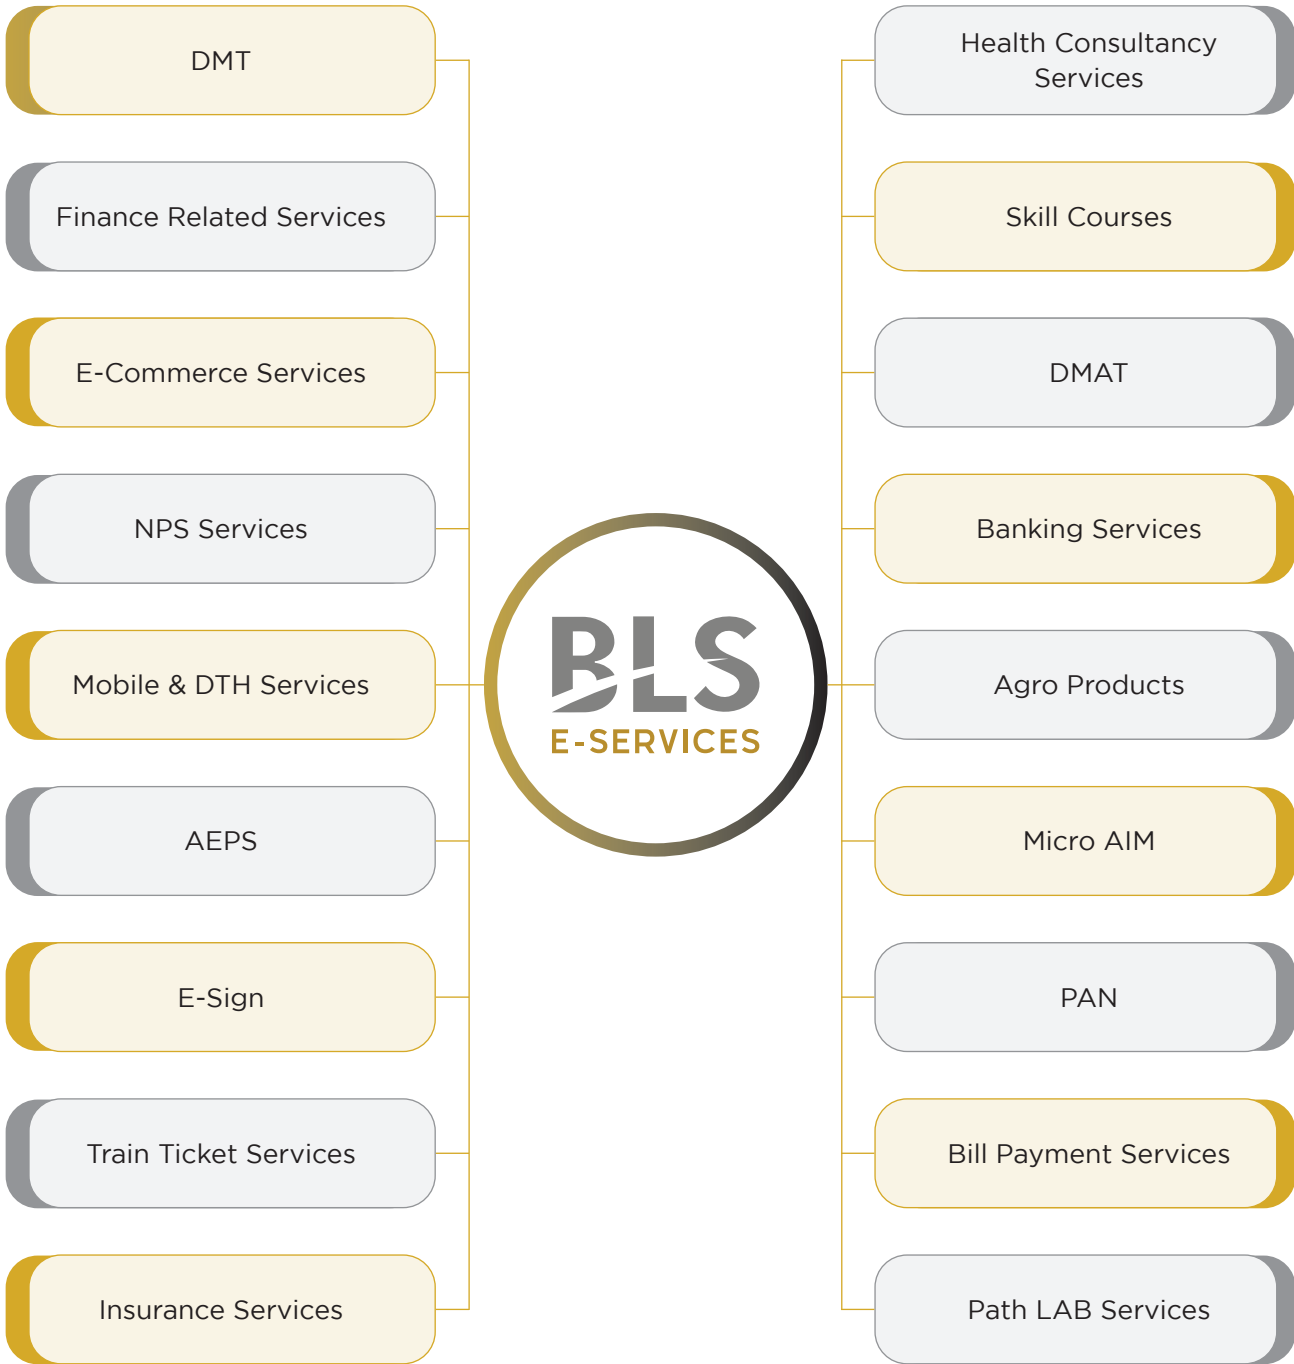 DMT
Finance Related Services
E-Commerce Services
NPS Services
Mobile & DTH Services
AEPS
E-Sign
Train Ticket Services
Insurance Services
BLS
E-SERVICES
Health Consultancy
Services
Skill Courses
DMAT
Banking Services
Agro Products
Micro AIM
PAN
Bill Payment Services
Path LAB Services